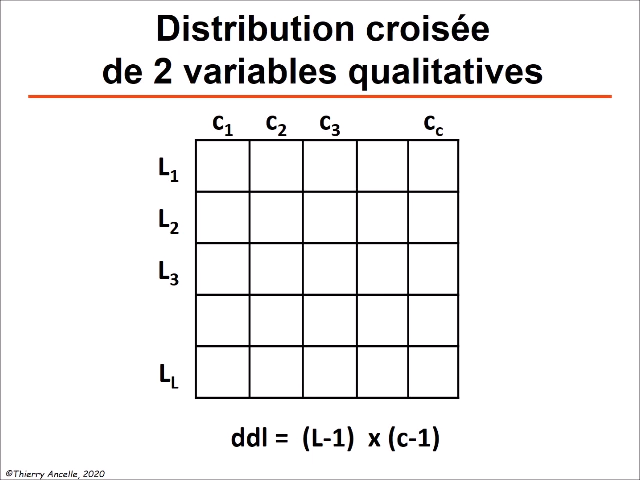 Distribution croisée
de 2 variables qualitatives
c1 c2 c3 cc
L1
L2
L3
LL
ddl = (L-1) x (c-1)
©Thierry Ancelle, 2020